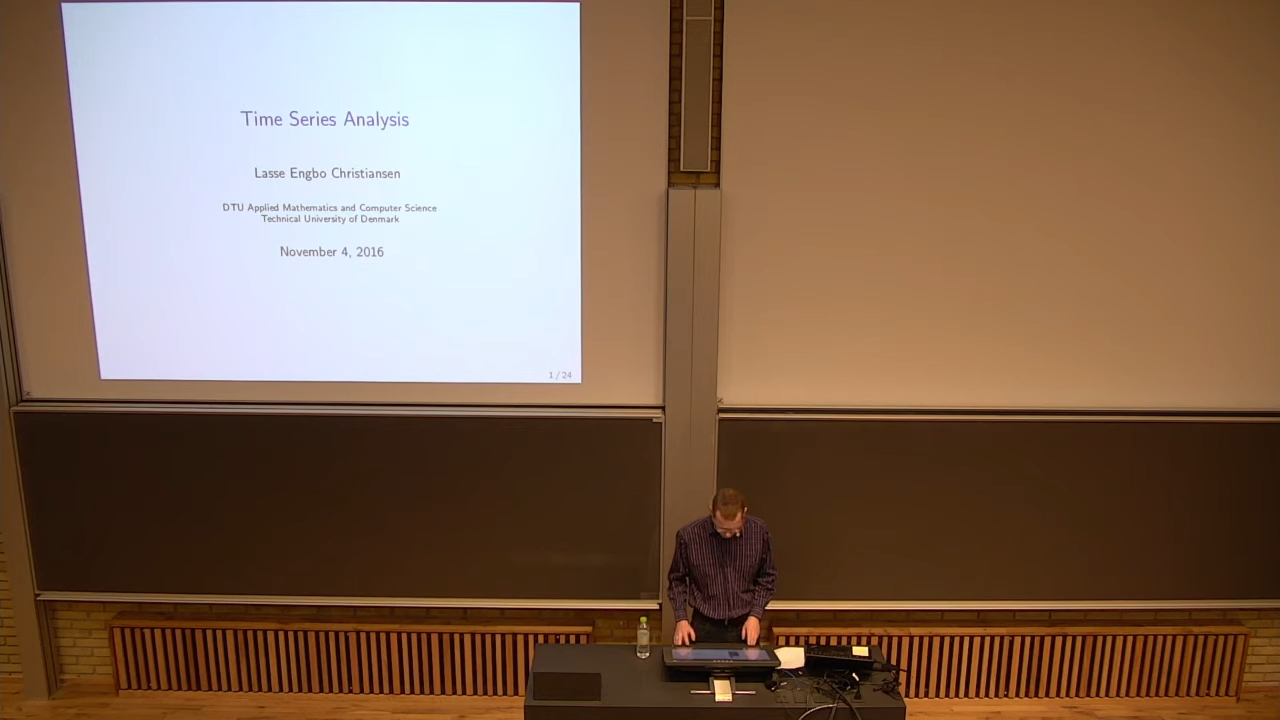 Time Series Analysis
Lasse Engbo Christiansen
DTU Applied Mathematics and Computer Science
Technical University of Denmark
November 4, 2016
1 / 24